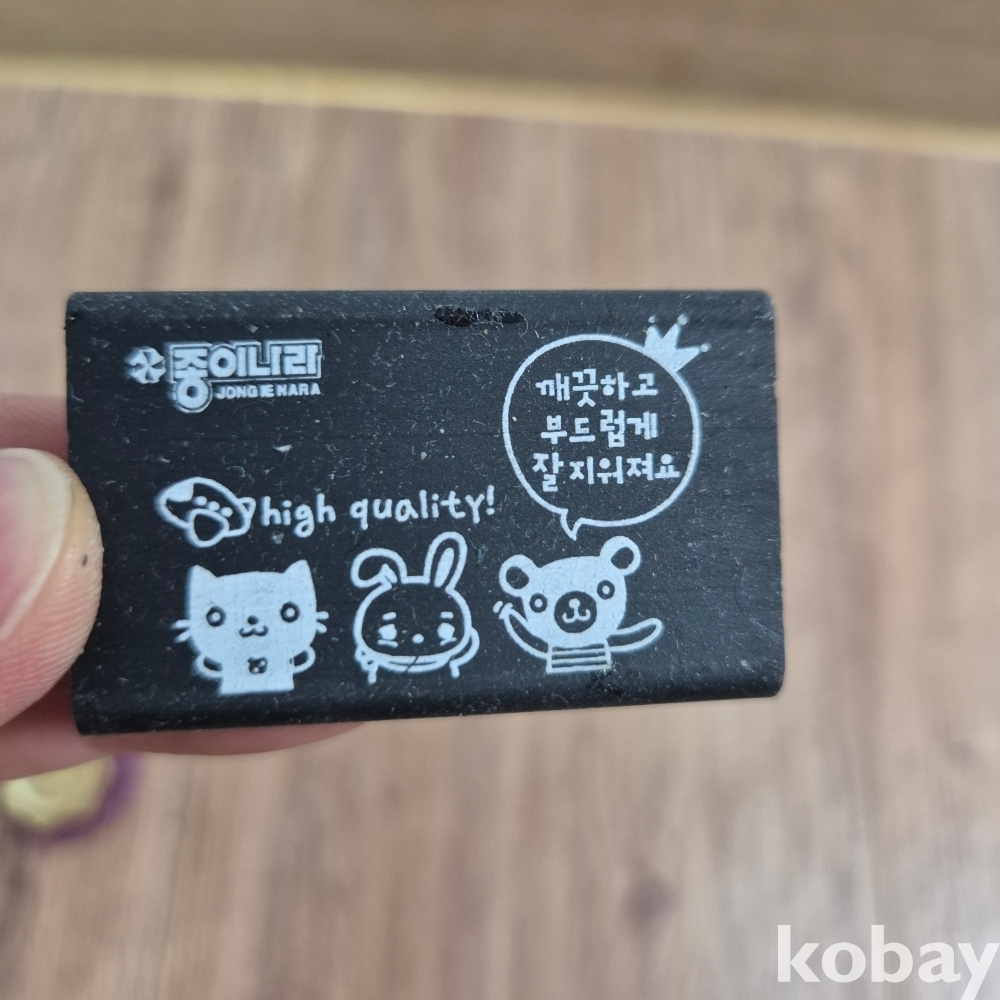 종이나라
JONG IE NARA
깨끗하고
부드럽게
잘 지워져요
high quality!
kobay